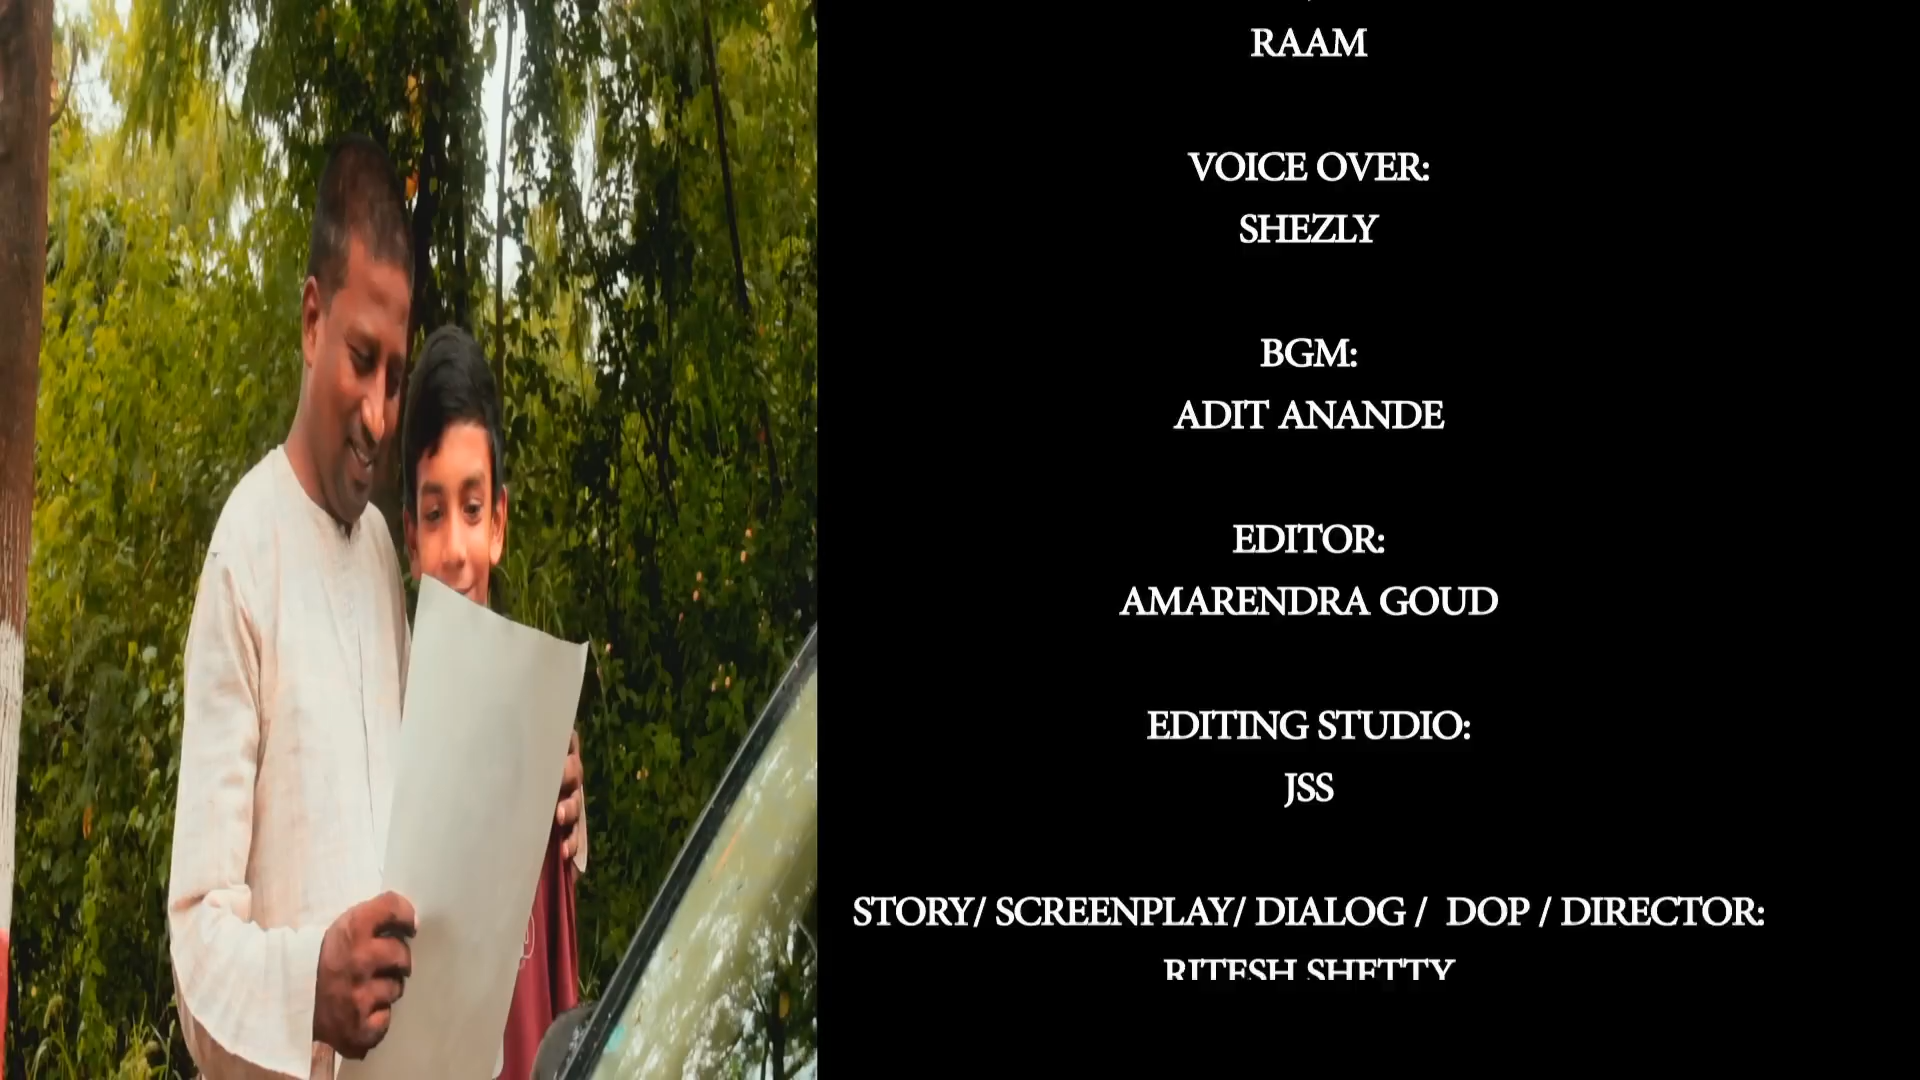 RAAM
VOICE OVER:
SHEZLY
BGM:
ADIT ANANDE
EDITOR:
AMARENDRA GOUD
EDITING STUDIO:
JSS
STORY/ SCREENPLAY/ DIALOG / DOP / DIRECTOR:
RITESH SHETTY